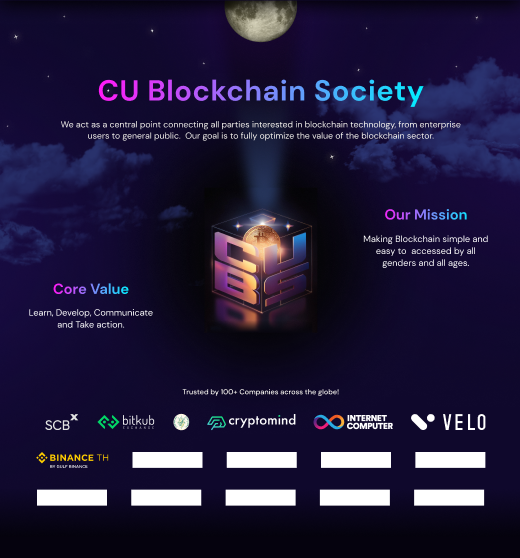 CU Blockchain Society
We act as a central point connecting all parties interested in blockchain technology, from enterprise
users to general public. Our goal is to fully optimize the value of the blockchain sector.
Our Mission
Making Blockchain simple and
easy to accessed by all
genders and all ages.
CU
BS
Core Value
Learn, Develop, Communicate
and Take action.
Trusted by 100+ Companies across the globe!
SCB X
bitkub
EXCHANGE
cryptomind
INTERNET
COMPUTER
VELO
BINANCE TH
BY GULF BINANCE